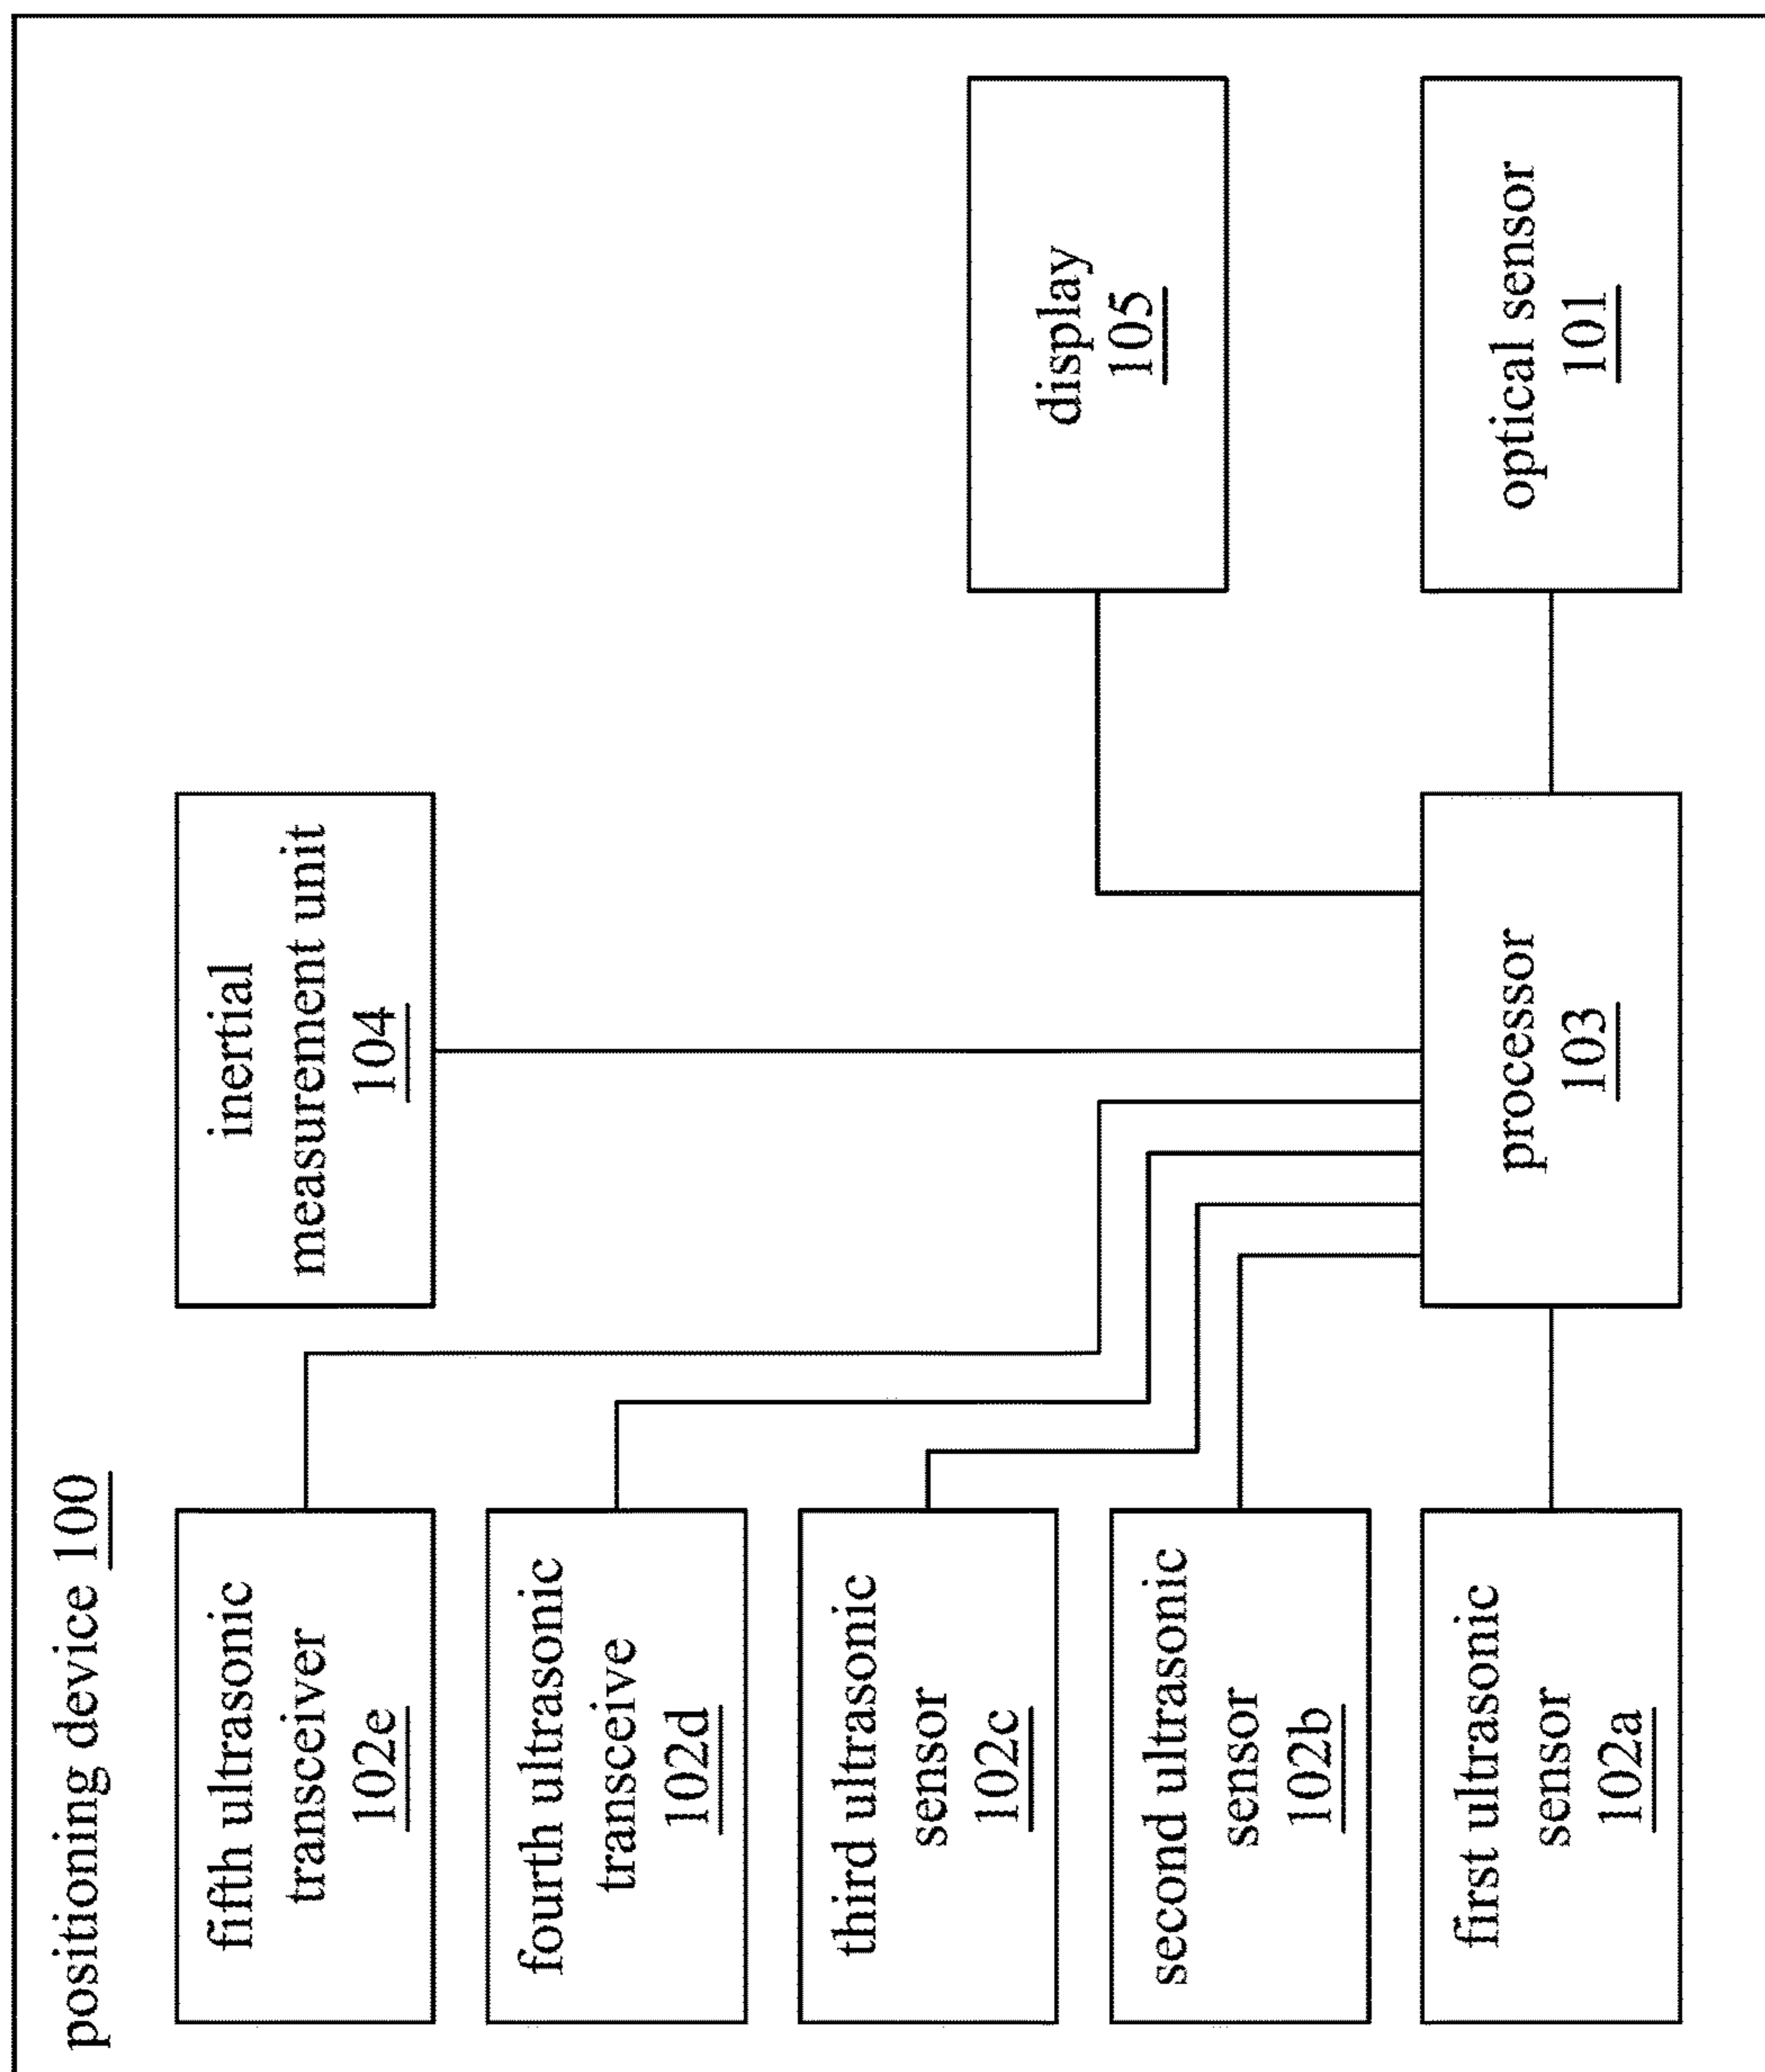 positioning device 100
fifth ultrasonic
transceiver
102e
fourth ultrasonic
transceive
102d
third ultrasonic
sensor
102c
second ultrasonic
sensor
102b
first ultrasonic
sensor
102a
inertial
measurement unit
104
processor
103
display
105
optical sensor
101